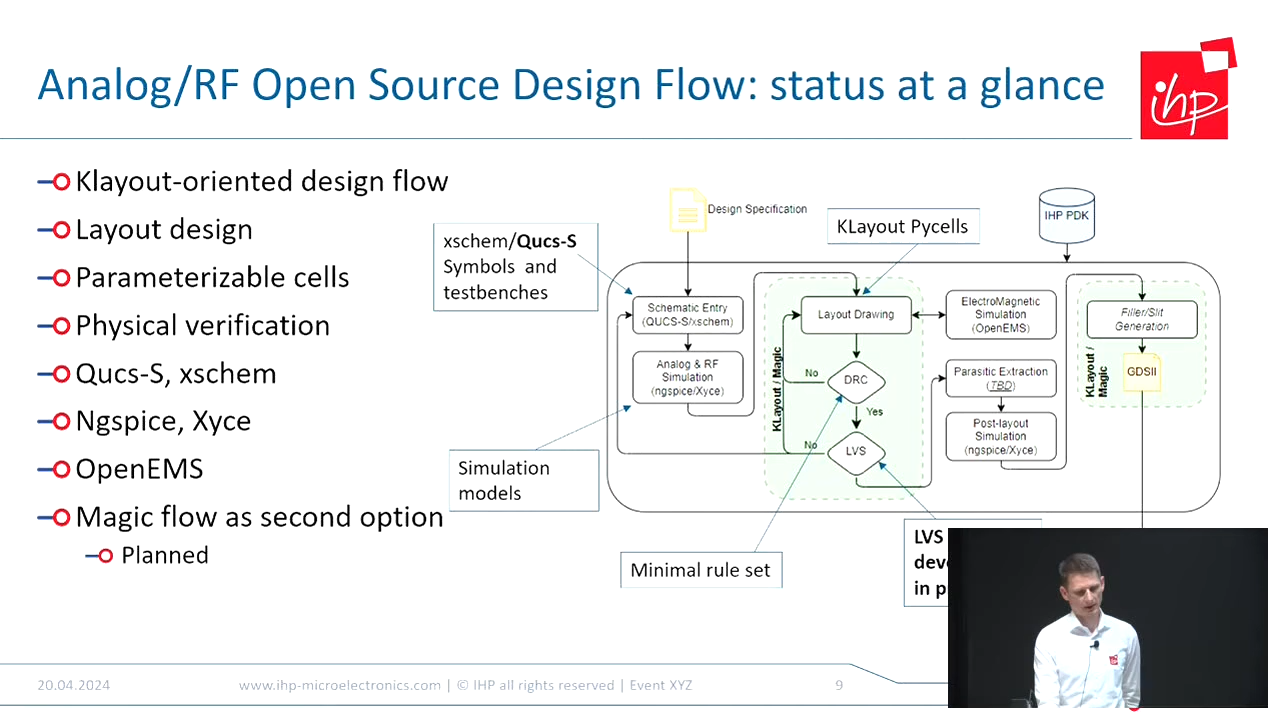 Analog/RF Open Source Design Flow: status at a glance
ihp
Klayout-oriented design flow
Layout design
Parameterizable cells
Physical verification
Qucs-S, xschem
Ngspice, Xyce
OpenEMS
Magic flow as second option
Planned
Design Specification
IHP PDK
xschem/Qucs-S
Symbols and
testbenches
KLayout Pycells
Schematic Entry
(QUCS-S/xschem)
Analog & RF
Simulation
(ngspice/Xyce)
Layout Drawing
KLayout / Magic
No
DRC
Yes
No
LVS
ElectroMagnetic
Simulation
(OpenEMS)
Parasitic Extraction
(TBD)
Post-layout
Simulation
(ngspice/Xyce)
Filler/Slit
Generation
KLayout /
Magic
GDSII
Simulation
models
Minimal rule set
LVS
in
20.04.2024
www.ihp-microelectronics.com | © IHP all rights reserved | Event XYZ
9